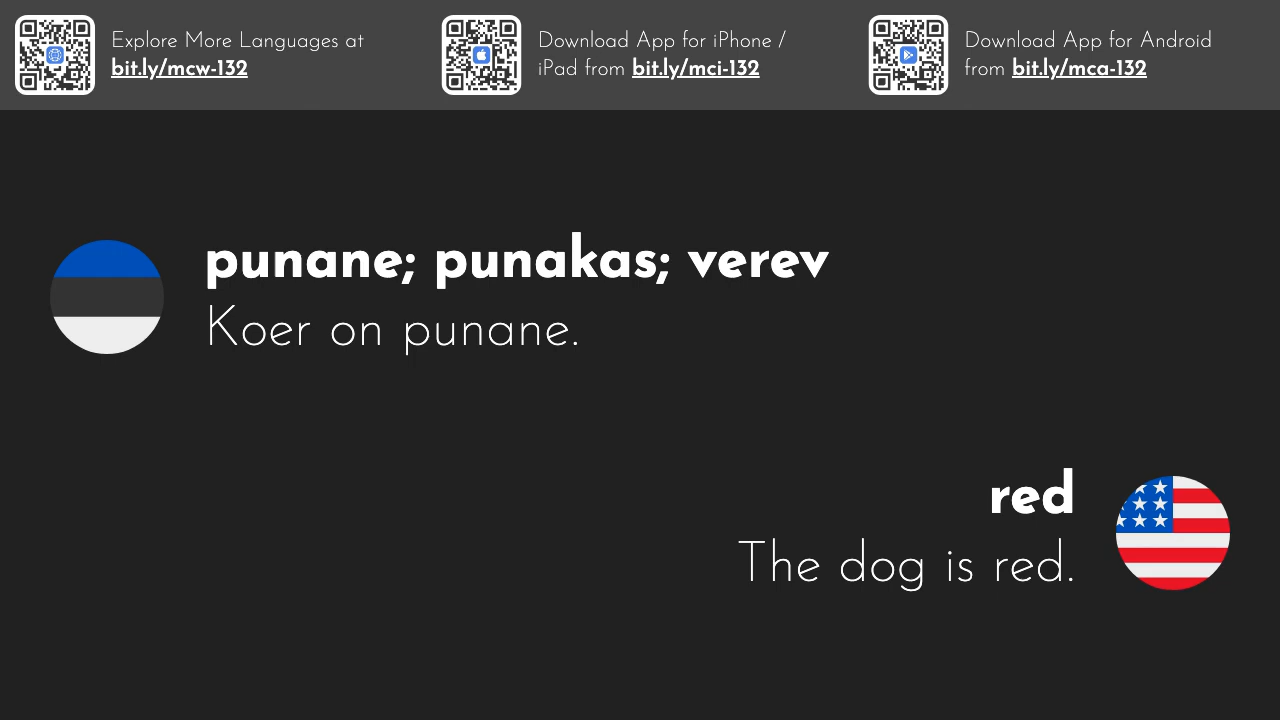 Explore More Languages at
bit.ly/mcw-132
Download App for iPhone /
iPad from bit.ly/mci-132
Download App for Android
from bit.ly/mca-132
punane; punakas; verev
Koer on punane.
red
The dog is red.